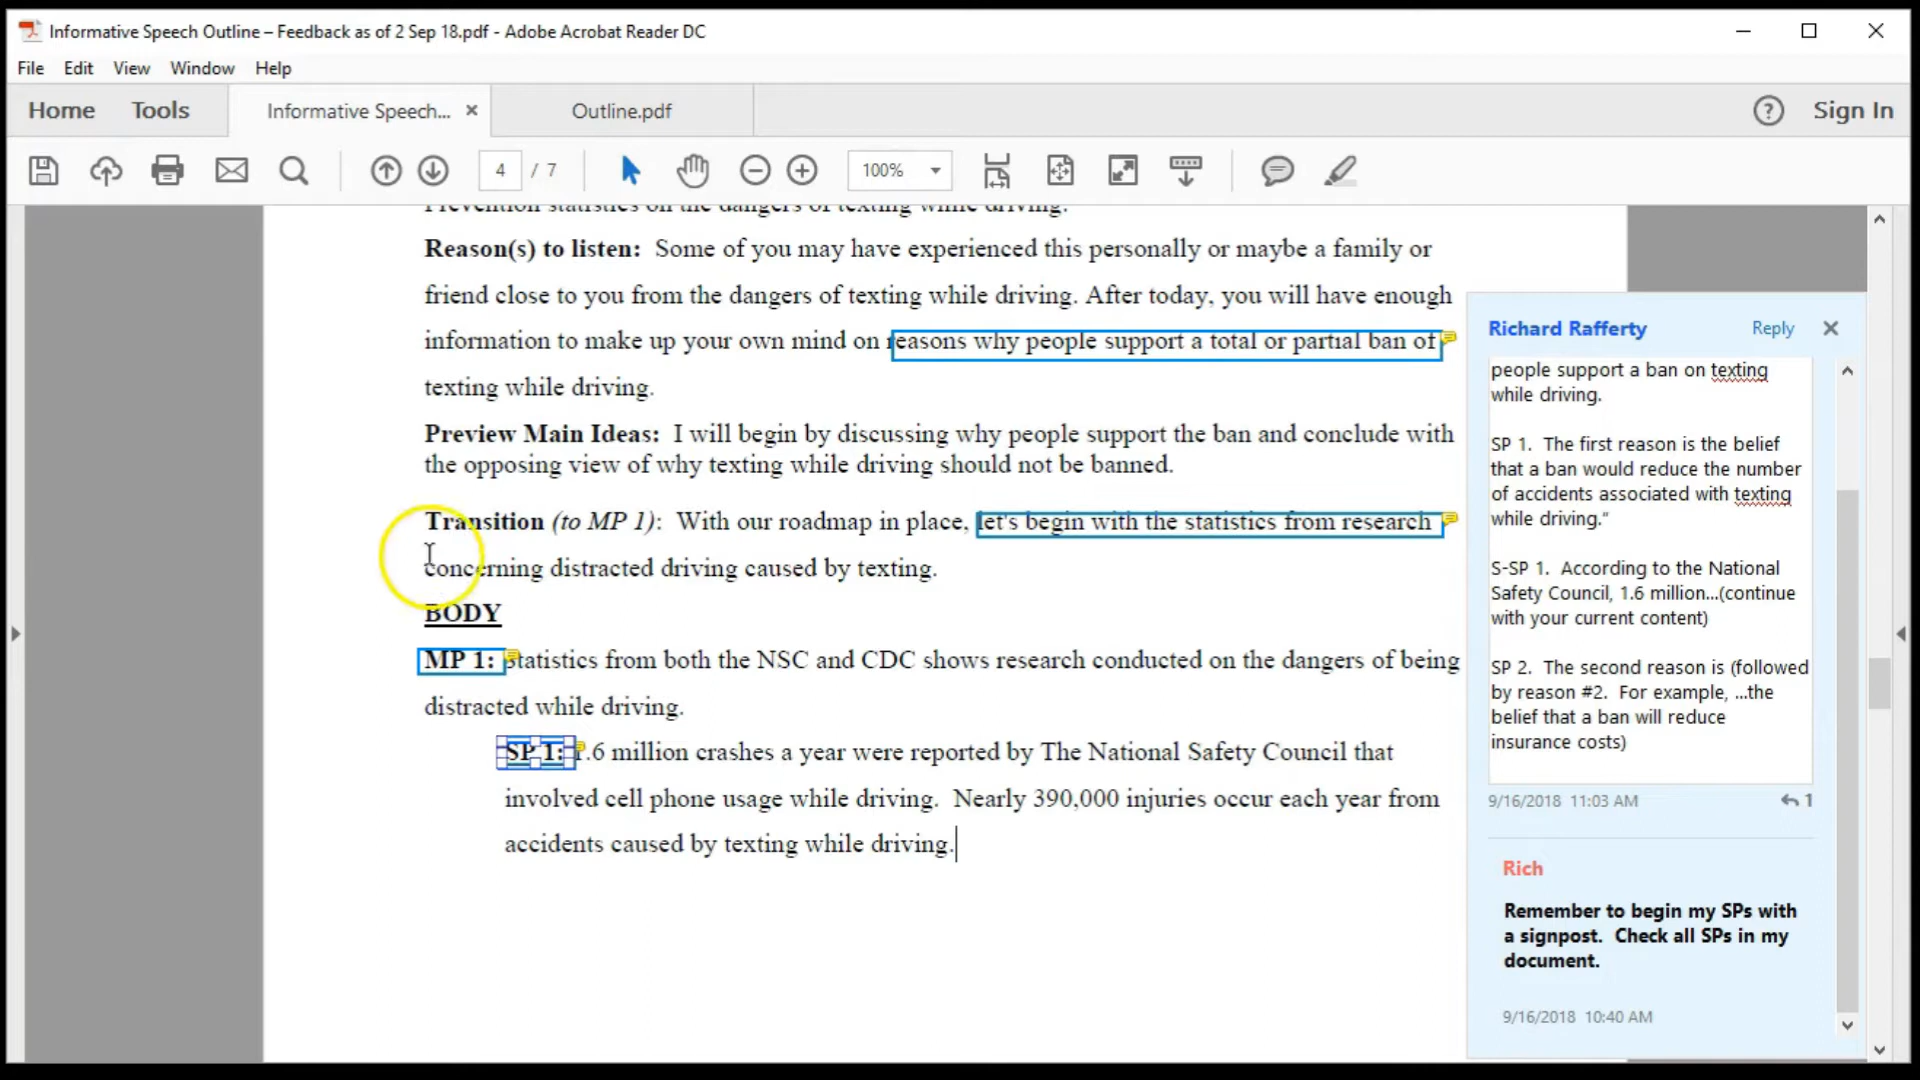 Informative Speech Outline – Feedback as of 2 Sep 18.pdf - Adobe Acrobat Reader DC
File Edit View Window Help
Home Tools Informative Speech... × Outline.pdf ? Sign In
4 / 7 100%
Prevention statistics on the dangers of texting while driving.
Reason(s) to listen: Some of you may have experienced this personally or maybe a family or
friend close to you from the dangers of texting while driving. After today, you will have enough
information to make up your own mind on reasons why people support a total or partial ban of
texting while driving.
Preview Main Ideas: I will begin by discussing why people support the ban and conclude with
the opposing view of why texting while driving should not be banned.
Transition (to MP 1): With our roadmap in place, let's begin with the statistics from research
concerning distracted driving caused by texting.
BODY
MP 1: Statistics from both the NSC and CDC shows research conducted on the dangers of being
distracted while driving.
SP 1: 1.6 million crashes a year were reported by The National Safety Council that
involved cell phone usage while driving. Nearly 390,000 injuries occur each year from
accidents caused by texting while driving.
Richard Rafferty Reply
people support a ban on texting
while driving.
SP 1. The first reason is the belief
that a ban would reduce the number
of accidents associated with texting
while driving.”
S-SP 1. According to the National
Safety Council, 1.6 million...(continue
with your current content)
SP 2. The second reason is (followed
by reason #2. For example, ...the
belief that a ban will reduce
insurance costs)
9/16/2018 11:03 AM 1
Rich
Remember to begin my SPs with
a signpost. Check all SPs in my
document.
9/16/2018 10:40 AM